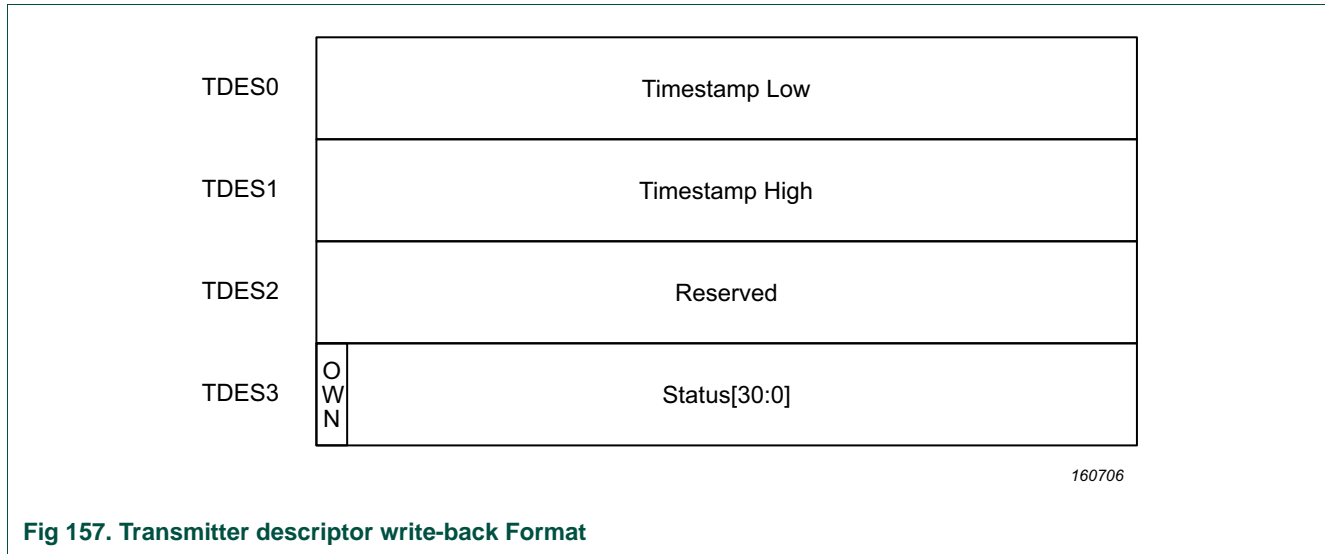 TDES0
Timestamp Low
TDES1
Timestamp High
TDES2
Reserved
TDES3
OWN
Status[30:0]
160706
Fig 157. Transmitter descriptor write-back Format